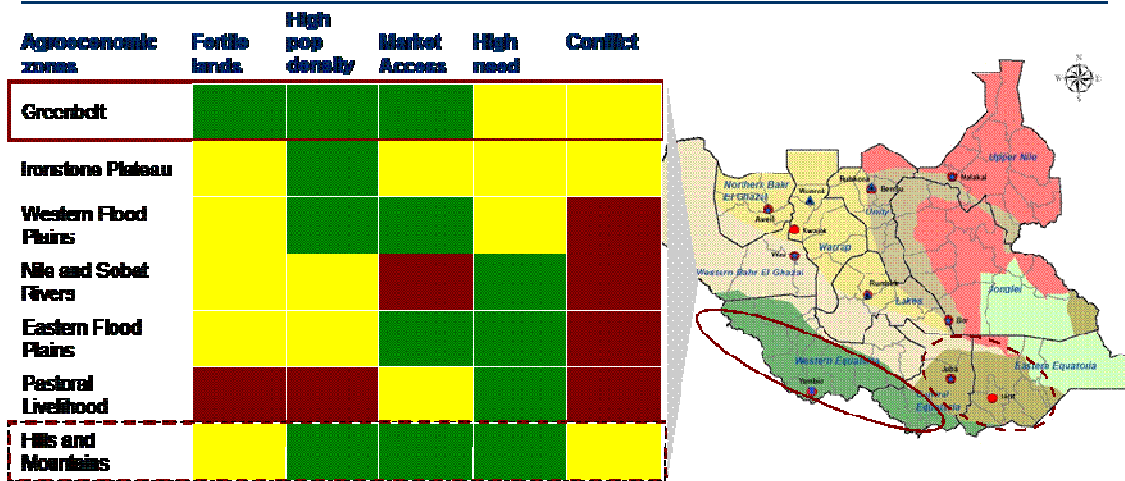 Agroeconomic zones
Fertile lands
High pop density
Market Access
High need
Conflict
Greenbelt
Ironstone Plateau
Western Flood Plains
Nile and Sobat Rivers
Eastern Flood Plains
Pastoral Livelihood
Hills and Mountains
N
W
E
S
Upper Nile
Malakal
Northern Bahr El Ghazal
Aweil
Rubkona
Bentiu
Unity
Kwajok
Warrap
Wau
Western Bahr El Ghazal
Rumbek
Lakes
Jonglei
Bor
Western Equatoria
Yambio
Juba
Central Equatoria
Eastern Equatoria